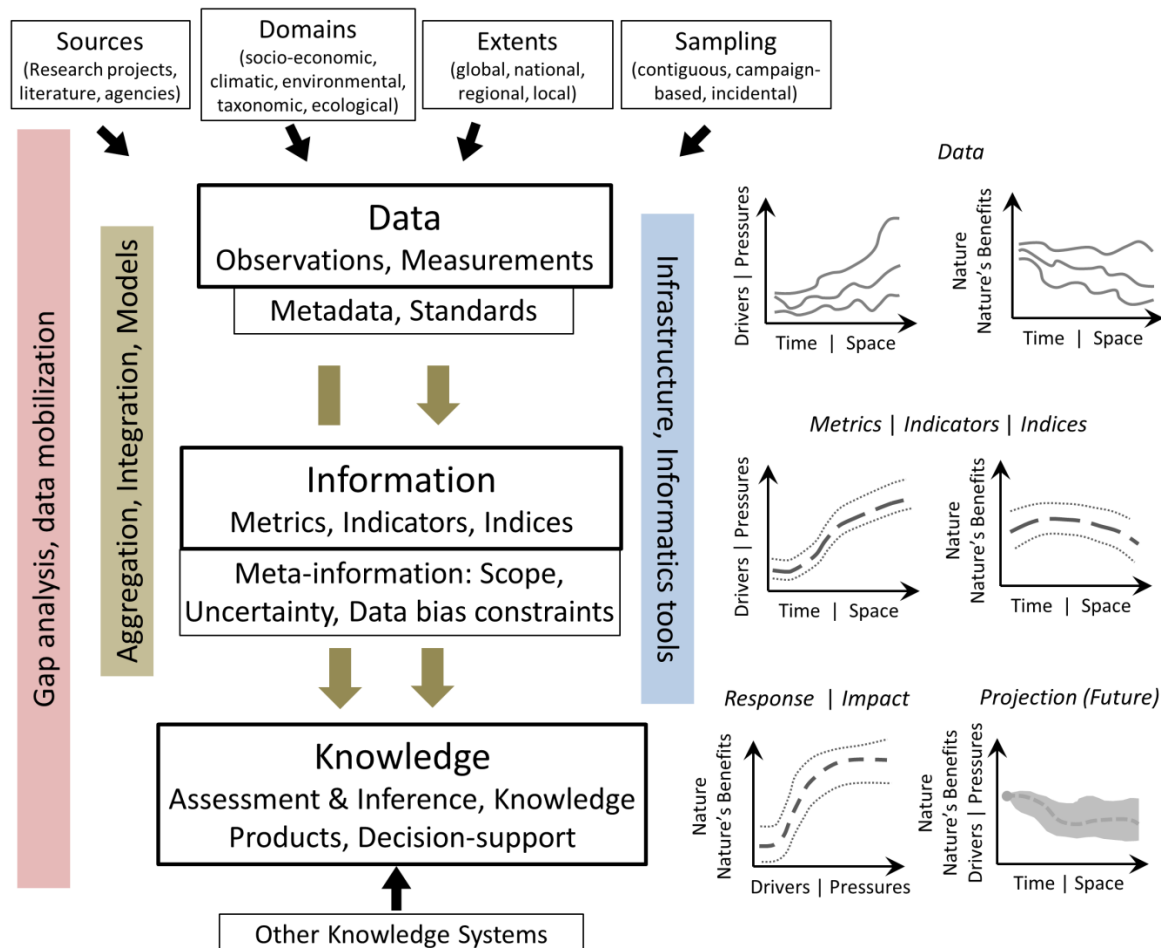 Sources
(Research projects,
literature, agencies)
Domains
(socio-economic,
climatic, environmental,
taxonomic, ecological)
Extents
(global, national,
regional, local)
Sampling
(contiguous, campaign-
based, incidental)
Gap analysis, data mobilization
Aggregation, Integration, Models
Data
Observations, Measurements
Metadata, Standards
Information
Metrics, Indicators, Indices
Meta-information: Scope,
Uncertainty, Data bias constraints
Knowledge
Assessment & Inference, Knowledge
Products, Decision-support
Other Knowledge Systems
Infrastructure, Informatics tools
Data
Drivers | Pressures
Time | Space
Nature
Nature's Benefits
Time | Space
Metrics | Indicators | Indices
Drivers | Pressures
Time | Space
Nature
Nature's Benefits
Time | Space
Response | Impact
Nature
Nature's Benefits
Drivers | Pressures
Projection (Future)
Nature
Nature's Benefits
Drivers | Pressures
Time | Space